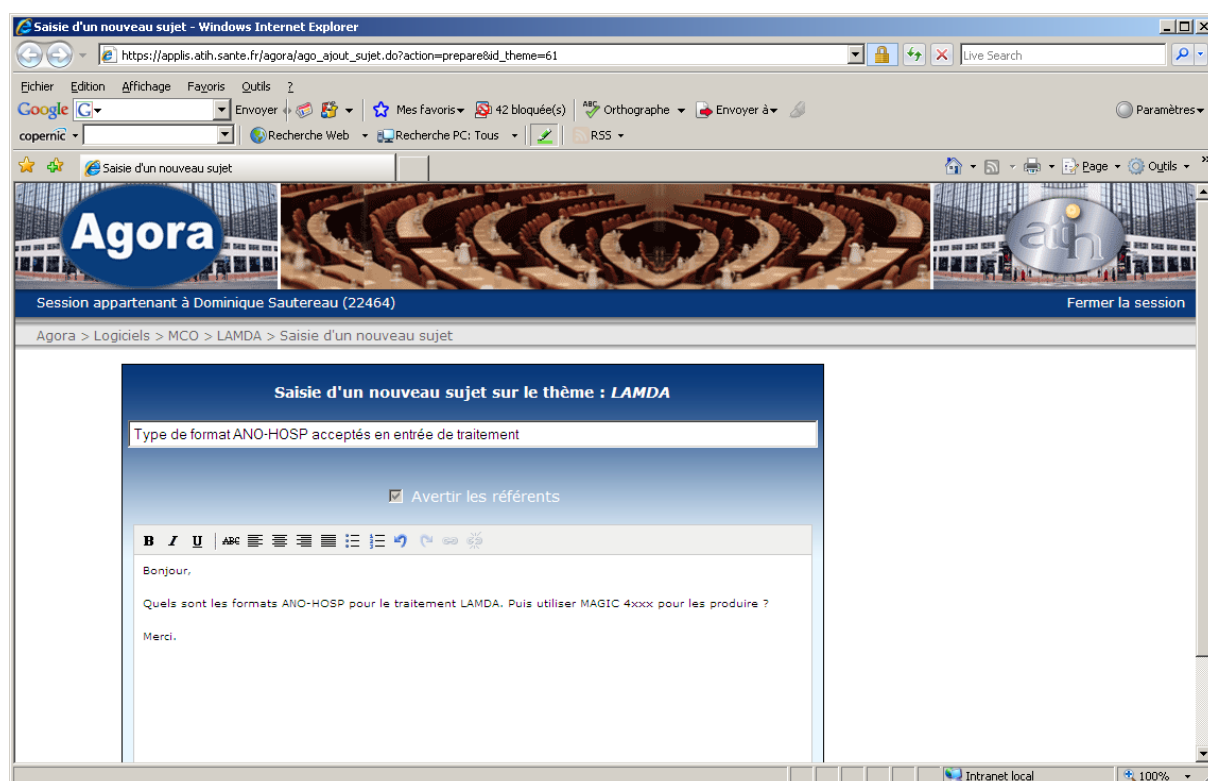 Saisie d'un nouveau sujet - Windows Internet Explorer
https://applis.atih.sante.fr/agora/ago_ajout_sujet.do?action=prepare&id_theme=61
Live Search
Eichier Edition Affichage Favoris Outils ?
Google G Envoyer Mes favoris 42 bloquée(s) ABC Orthographe Envoyer à Paramètres
copernic Recherche Web Recherche PC: Tous RSS
Saisie d'un nouveau sujet Page Outils »
Agora atih
Session appartenant à Dominique Sautereau (22464) Fermer la session
Agora > Logiciels > MCO > LAMDA > Saisie d'un nouveau sujet
Saisie d'un nouveau sujet sur le thème : LAMDA
Type de format ANO-HOSP acceptés en entrée de traitement
Avertir les référents
B I U ABC
Bonjour,
Quels sont les formats ANO-HOSP pour le traitement LAMDA. Puis utiliser MAGIC 4xxx pour les produire ?
Merci.
Intranet local 100%